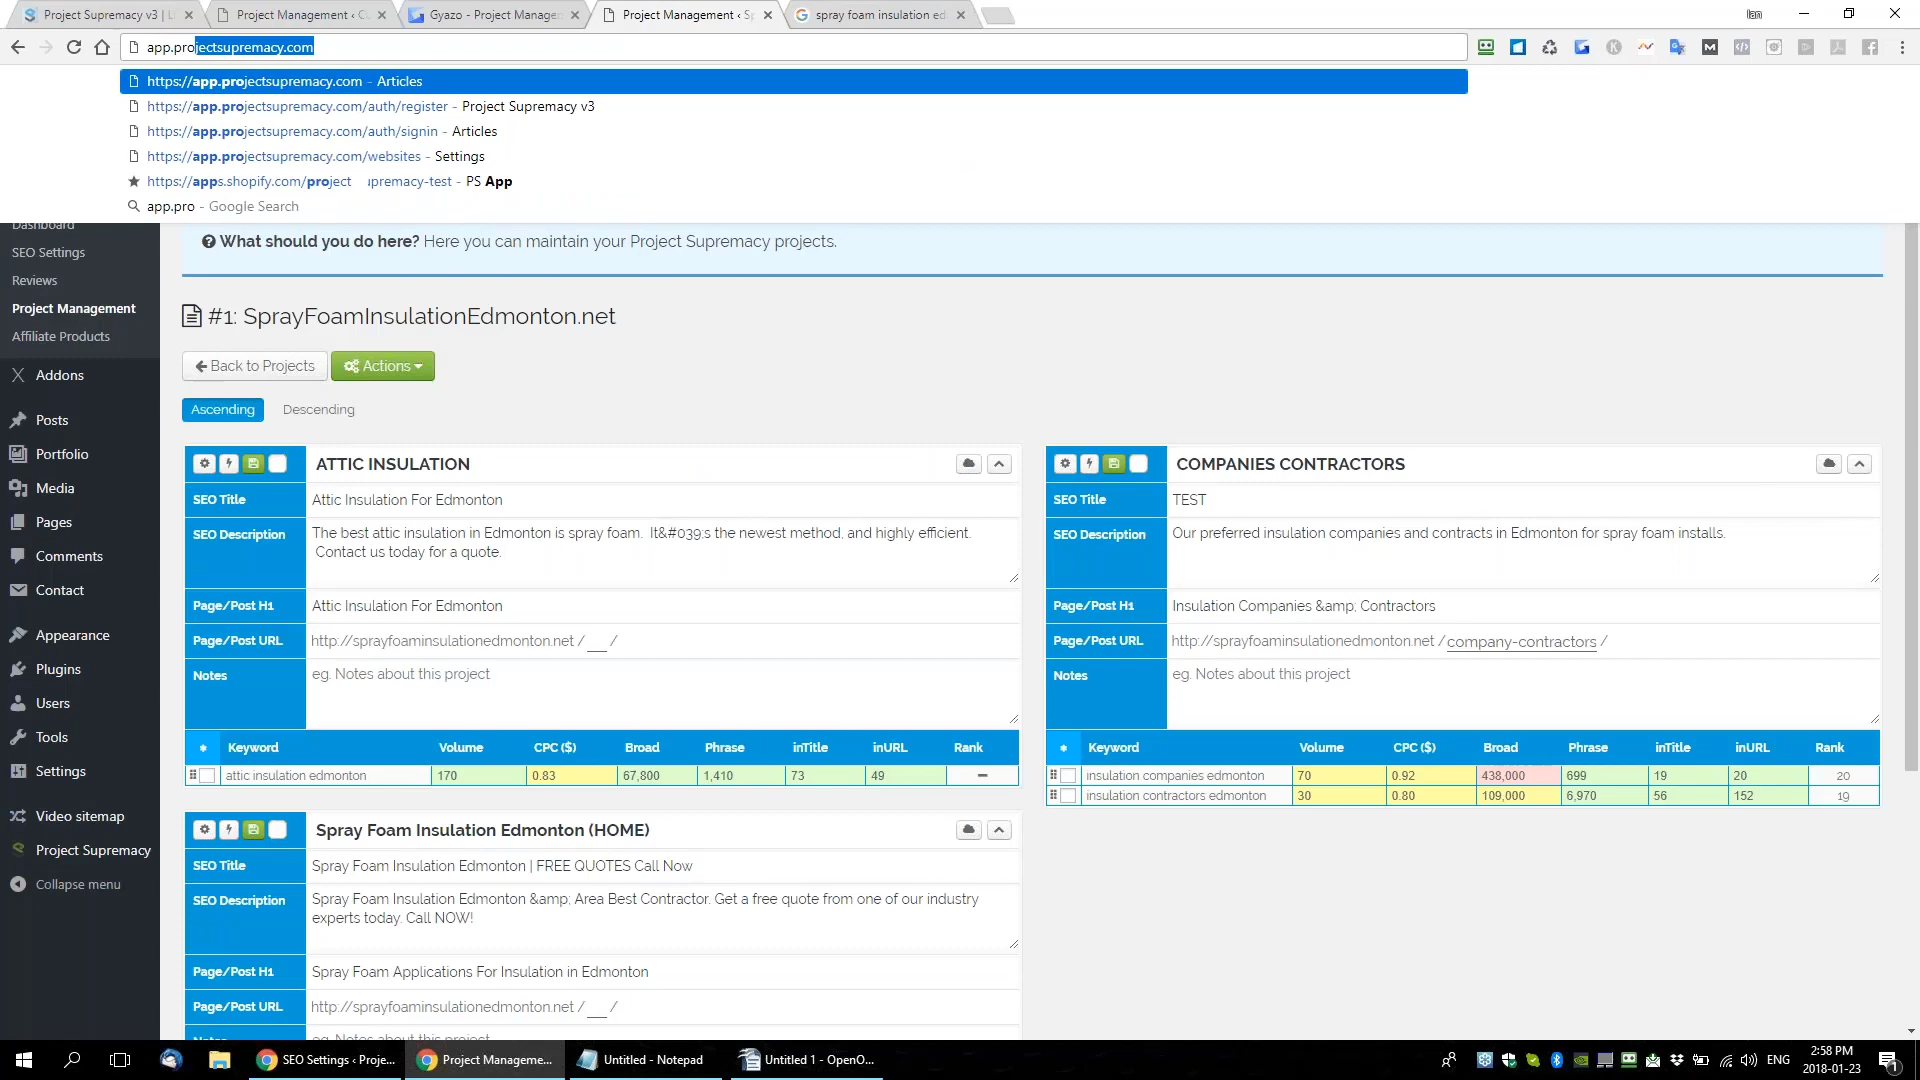 Project Supremacy v3 | L
Project Management ‹ C
Gyazo - Project Manage
Project Management ‹ Sp
spray foam insulation ed
Ian
app.projectsupremacy.com
https://app.projectsupremacy.com - Articles
https://app.projectsupremacy.com/auth/register - Project Supremacy v3
https://app.projectsupremacy.com/auth/signin - Articles
https://app.projectsupremacy.com/websites - Settings
https://apps.shopify.com/project upremacy-test - PS App
app.pro - Google Search
Dashboard
SEO Settings
Reviews
Project Management
Affiliate Products
Addons
Posts
Portfolio
Media
Pages
Comments
Contact
Appearance
Plugins
Users
Tools
Settings
Video sitemap
Project Supremacy
Collapse menu
What should you do here? Here you can maintain your Project Supremacy projects.
#1: SprayFoamInsulationEdmonton.net
Back to Projects
Actions
Ascending
Descending
ATTIC INSULATION
SEO Title Attic Insulation For Edmonton
SEO Description The best attic insulation in Edmonton is spray foam. It&#039;s the newest method, and highly efficient.
Contact us today for a quote.
Page/Post H1 Attic Insulation For Edmonton
Page/Post URL http://sprayfoaminsulationedmonton.net / /
Notes eg. Notes about this project
Keyword Volume CPC ($) Broad Phrase inTitle inURL Rank
attic insulation edmonton 170 0.83 67,800 1,410 73 49 –
COMPANIES CONTRACTORS
SEO Title TEST
SEO Description Our preferred insulation companies and contracts in Edmonton for spray foam installs.
Page/Post H1 Insulation Companies &amp; Contractors
Page/Post URL http://sprayfoaminsulationedmonton.net /company-contractors /
Notes eg. Notes about this project
Keyword Volume CPC ($) Broad Phrase inTitle inURL Rank
insulation companies edmonton 70 0.92 438,000 699 19 20 20
insulation contractors edmonton 30 0.80 109,000 6,970 56 152 19
Spray Foam Insulation Edmonton (HOME)
SEO Title Spray Foam Insulation Edmonton | FREE QUOTES Call Now
SEO Description Spray Foam Insulation Edmonton &amp; Area Best Contractor. Get a free quote from one of our industry
experts today. Call NOW!
Page/Post H1 Spray Foam Applications For Insulation in Edmonton
Page/Post URL http://sprayfoaminsulationedmonton.net / /
Notes eg. Notes about this project
SEO Settings ‹ Proje...
Project Manageme...
Untitled - Notepad
Untitled 1 - OpenO...
ENG
2:58 PM
2018-01-23